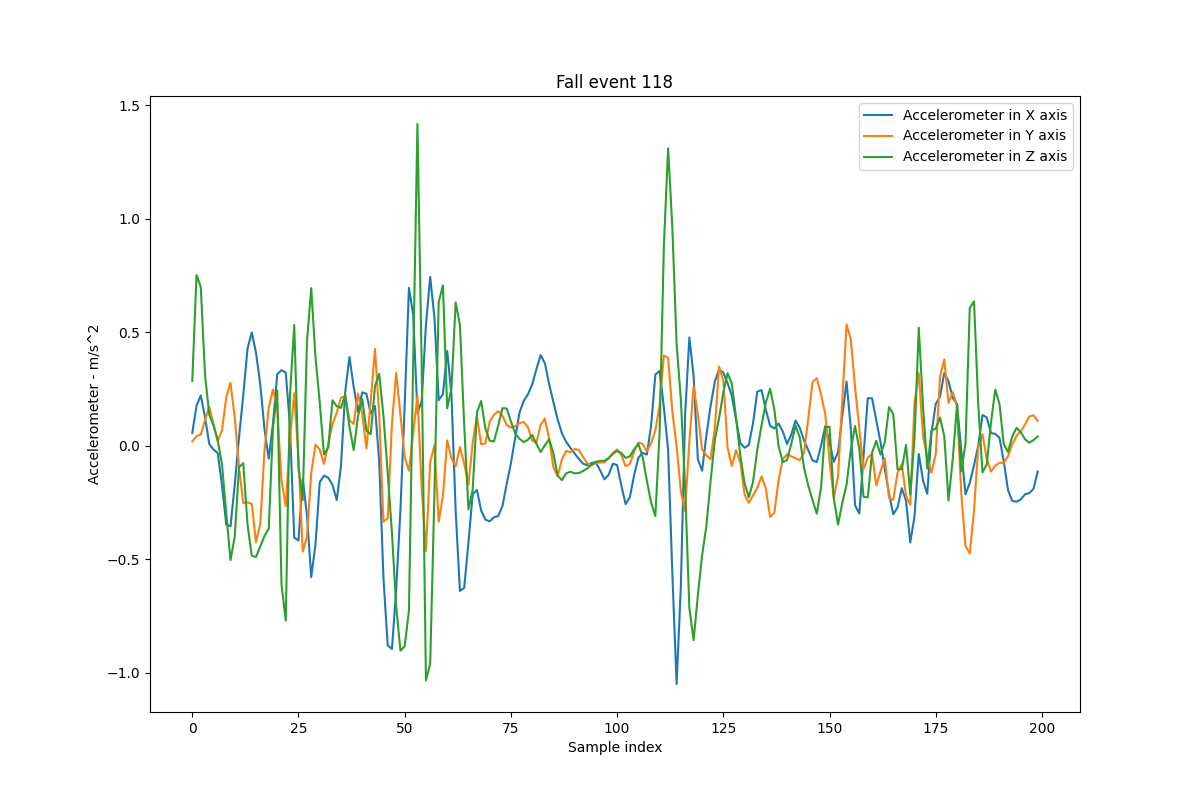 Fall event 118
Accelerometer in X axis
Accelerometer in Y axis
Accelerometer in Z axis
1.5
1.0
0.5
0.0
−0.5
−1.0
Accelerometer - m/s^2
0 25 50 75 100 125 150 175 200
Sample index